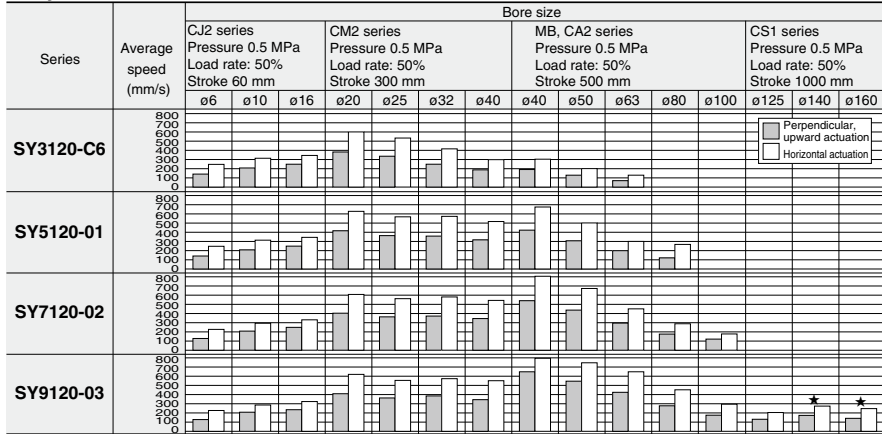 Bore size
Series
Average
speed
(mm/s)
CJ2 series
Pressure 0.5 MPa
Load rate: 50%
Stroke 60 mm
CM2 series
Pressure 0.5 MPa
Load rate: 50%
Stroke 300 mm
MB, CA2 series
Pressure 0.5 MPa
Load rate: 50%
Stroke 500 mm
CS1 series
Pressure 0.5 MPa
Load rate: 50%
Stroke 1000 mm
ø6 ø10 ø16 ø20 ø25 ø32 ø40 ø40 ø50 ø63 ø80 ø100 ø125 ø140 ø160
SY3120-C6
800
700
600
500
400
300
200
100
0
Perpendicular,
upward actuation
Horizontal actuation
SY5120-01
800
700
600
500
400
300
200
100
0
SY7120-02
800
700
600
500
400
300
200
100
0
SY9120-03
800
700
600
500
400
300
200
100
0
★ ★